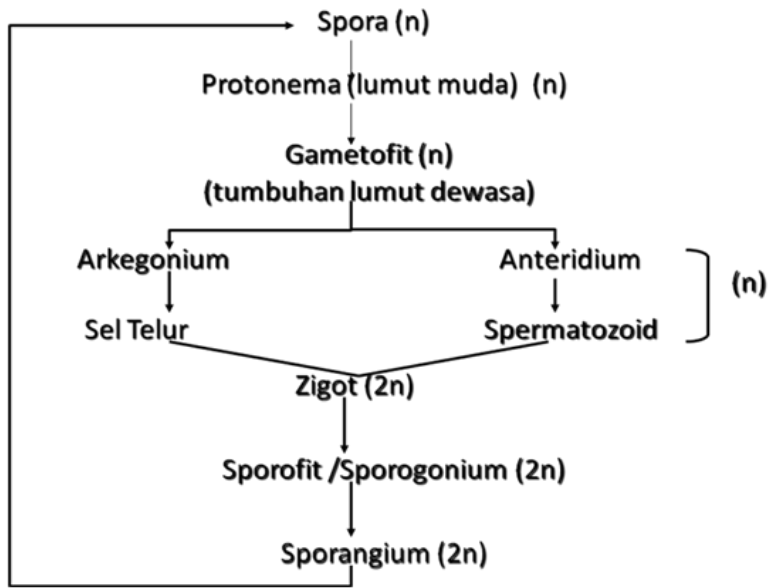 Spora (n)
Protonema (lumut muda) (n)
Gametofit (n)
(tumbuhan lumut dewasa)
Arkegonium
Anteridium
(n)
Sel Telur
Spermatozoid
Zigot (2n)
Sporofit /Sporogonium (2n)
Sporangium (2n)